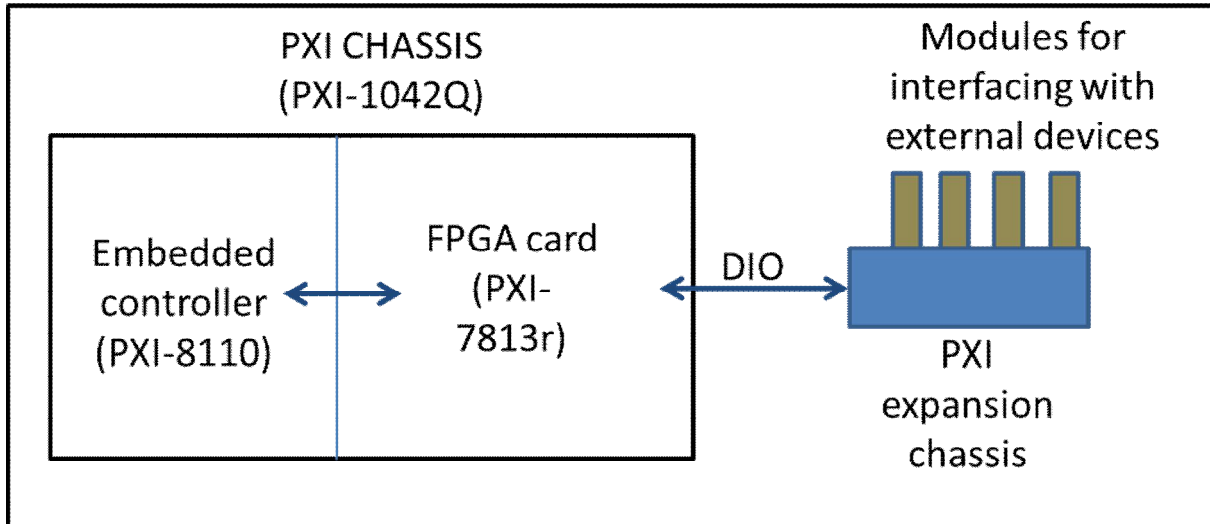 PXI CHASSIS
(PXI-1042Q)
Modules for
interfacing with
external devices
Embedded
controller
(PXI-8110)
FPGA card
(PXI-
7813r)
DIO
PXI
expansion
chassis